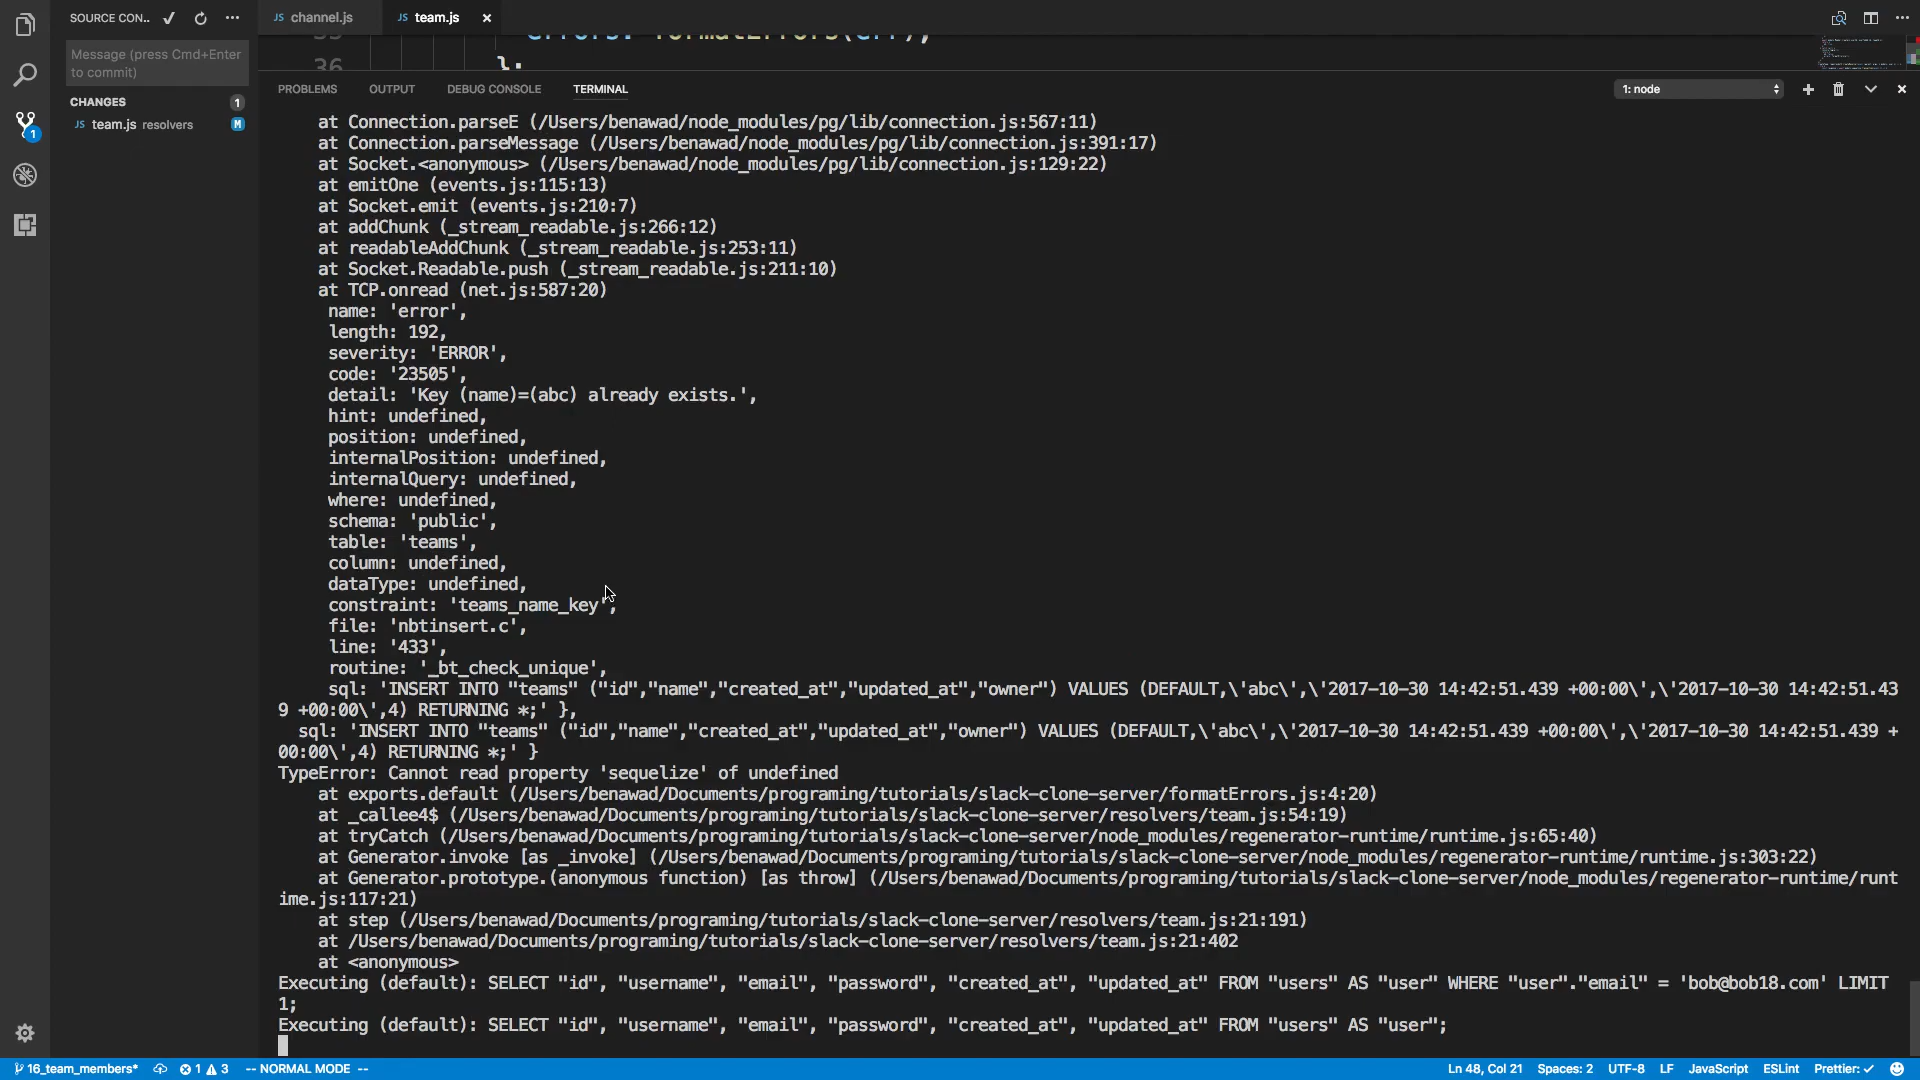 SOURCE CON...
JS channel.js
JS team.js
Message (press Cmd+Enter
to commit)
CHANGES
1
JS team.js resolvers
M
1
errors: formatErrors(err),
36
};
PROBLEMS
OUTPUT
DEBUG CONSOLE
TERMINAL
1: node
at Connection.parseE (/Users/benawad/node_modules/pg/lib/connection.js:567:11)
at Connection.parseMessage (/Users/benawad/node_modules/pg/lib/connection.js:391:17)
at Socket.<anonymous> (/Users/benawad/node_modules/pg/lib/connection.js:129:22)
at emitOne (events.js:115:13)
at Socket.emit (events.js:210:7)
at addChunk (_stream_readable.js:266:12)
at readableAddChunk (_stream_readable.js:253:11)
at Socket.Readable.push (_stream_readable.js:211:10)
at TCP.onread (net.js:587:20)
name: 'error',
length: 192,
severity: 'ERROR',
code: '23505',
detail: 'Key (name)=(abc) already exists.',
hint: undefined,
position: undefined,
internalPosition: undefined,
internalQuery: undefined,
where: undefined,
schema: 'public',
table: 'teams',
column: undefined,
dataType: undefined,
constraint: 'teams_name_key',
file: 'nbtinsert.c',
line: '433',
routine: '_bt_check_unique',
sql: 'INSERT INTO "teams" ("id","name","created_at","updated_at","owner") VALUES (DEFAULT,\'abc\',\'2017-10-30 14:42:51.439 +00:00\',\'2017-10-30 14:42:51.43
9 +00:00\',4) RETURNING *;' },
sql: 'INSERT INTO "teams" ("id","name","created_at","updated_at","owner") VALUES (DEFAULT,\'abc\',\'2017-10-30 14:42:51.439 +00:00\',\'2017-10-30 14:42:51.439 +
00:00\',4) RETURNING *;' }
TypeError: Cannot read property 'sequelize' of undefined
at exports.default (/Users/benawad/Documents/programing/tutorials/slack-clone-server/formatErrors.js:4:20)
at _callee4$ (/Users/benawad/Documents/programing/tutorials/slack-clone-server/resolvers/team.js:54:19)
at tryCatch (/Users/benawad/Documents/programing/tutorials/slack-clone-server/node_modules/regenerator-runtime/runtime.js:65:40)
at Generator.invoke [as _invoke] (/Users/benawad/Documents/programing/tutorials/slack-clone-server/node_modules/regenerator-runtime/runtime.js:303:22)
at Generator.prototype.(anonymous function) [as throw] (/Users/benawad/Documents/programing/tutorials/slack-clone-server/node_modules/regenerator-runtime/runt
ime.js:117:21)
at step (/Users/benawad/Documents/programing/tutorials/slack-clone-server/resolvers/team.js:21:191)
at /Users/benawad/Documents/programing/tutorials/slack-clone-server/resolvers/team.js:21:402
at <anonymous>
Executing (default): SELECT "id", "username", "email", "password", "created_at", "updated_at" FROM "users" AS "user" WHERE "user"."email" = 'bob@bob18.com' LIMIT
1;
Executing (default): SELECT "id", "username", "email", "password", "created_at", "updated_at" FROM "users" AS "user";
16_team_members*
1
3
-- NORMAL MODE --
Ln 48, Col 21
Spaces: 2
UTF-8
LF
JavaScript
ESLint
Prettier: ✓